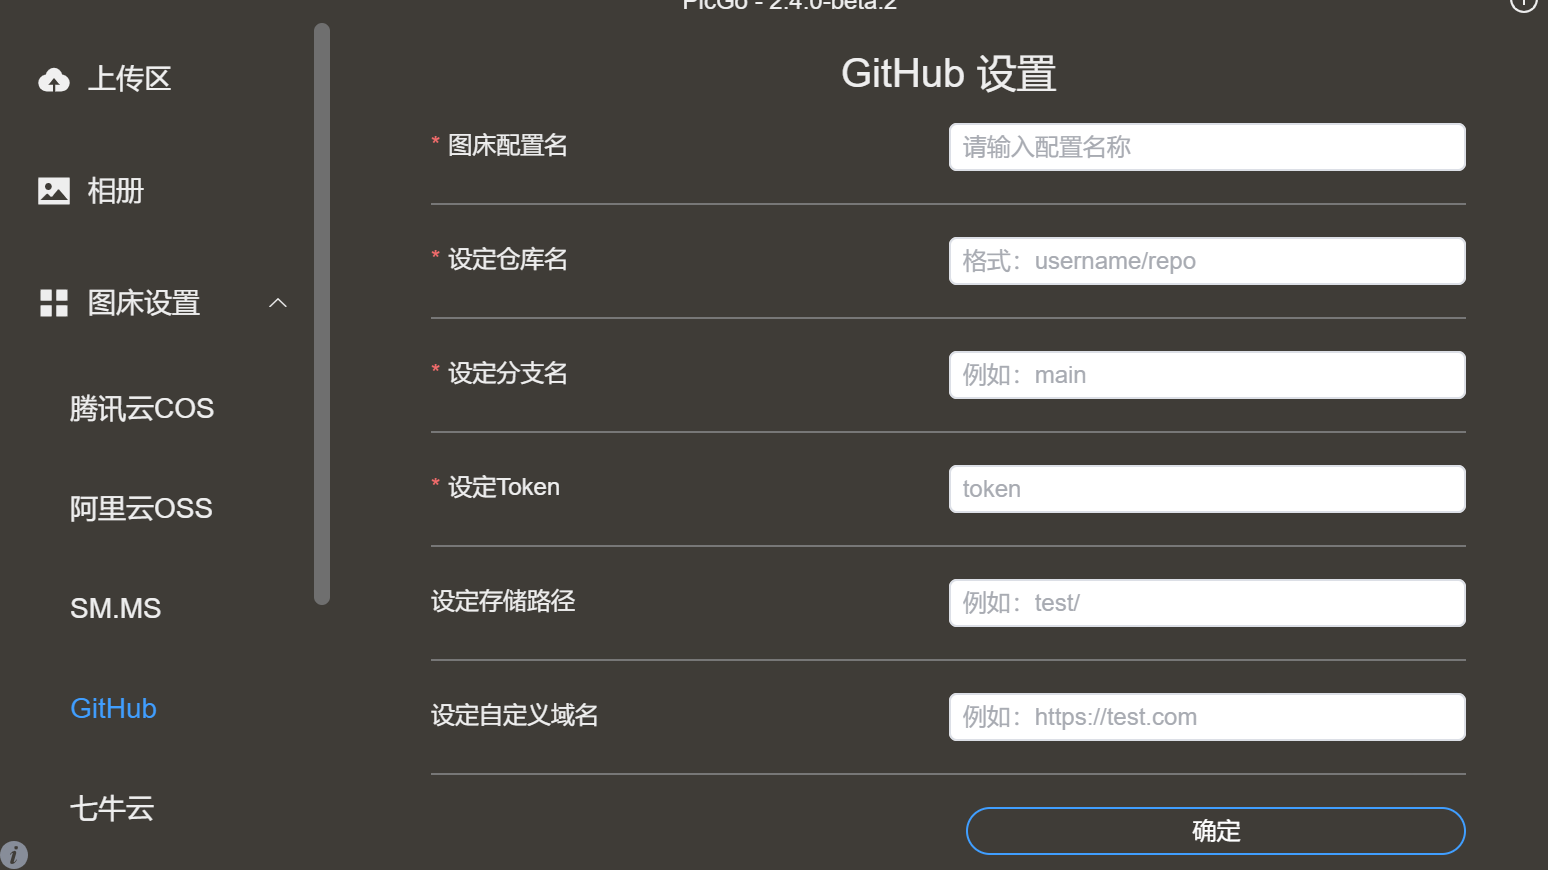 PicGo - 2.4.0-beta.2
上传区
相册
图床设置
腾讯云COS
阿里云OSS
SM.MS
GitHub
七牛云
GitHub 设置
* 图床配置名
请输入配置名称
* 设定仓库名
格式：username/repo
* 设定分支名
例如：main
* 设定Token
token
设定存储路径
例如：test/
设定自定义域名
例如：https://test.com
确定